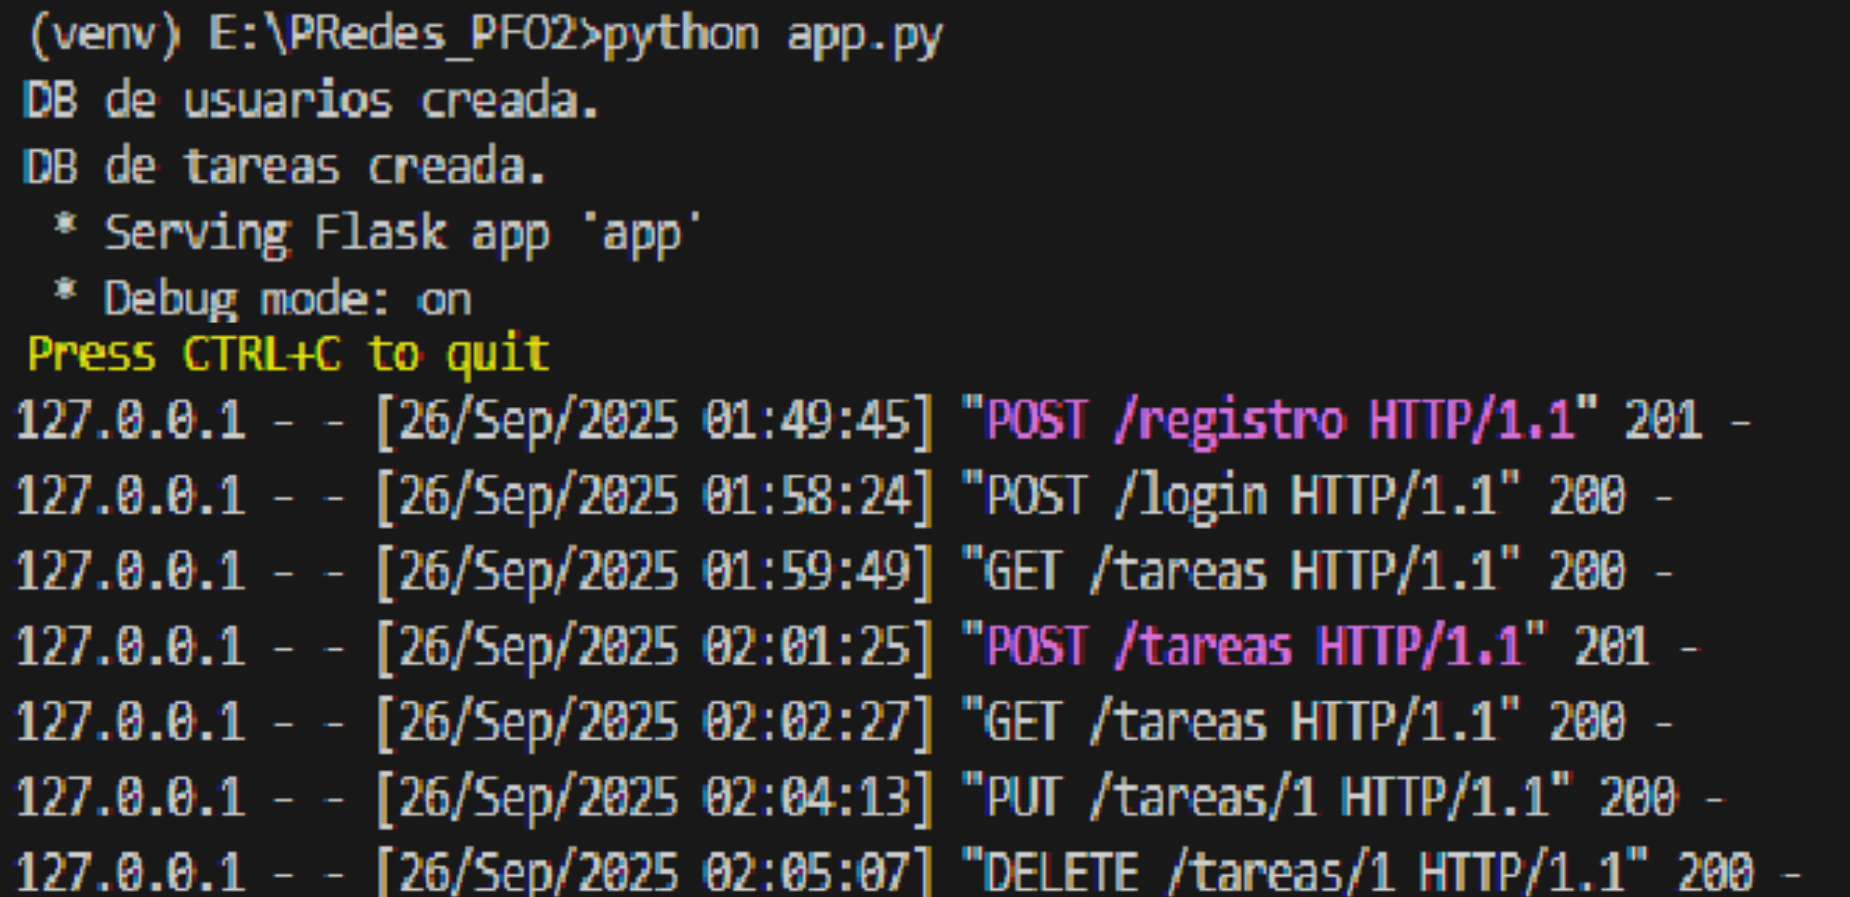 (venv) E:\PRedes_PFO2>python app.py
DB de usuarios creada.
DB de tareas creada.
* Serving Flask app 'app'
* Debug mode: on
Press CTRL+C to quit
127.0.0.1 - - [26/Sep/2025 01:49:45] "POST /registro HTTP/1.1" 201 -
127.0.0.1 - - [26/Sep/2025 01:58:24] "POST /login HTTP/1.1" 200 -
127.0.0.1 - - [26/Sep/2025 01:59:49] "GET /tareas HTTP/1.1" 200 -
127.0.0.1 - - [26/Sep/2025 02:01:25] "POST /tareas HTTP/1.1" 201 -
127.0.0.1 - - [26/Sep/2025 02:02:27] "GET /tareas HTTP/1.1" 200 -
127.0.0.1 - - [26/Sep/2025 02:04:13] "PUT /tareas/1 HTTP/1.1" 200 -
127.0.0.1 - - [26/Sep/2025 02:05:07] "DELETE /tareas/1 HTTP/1.1" 200 -